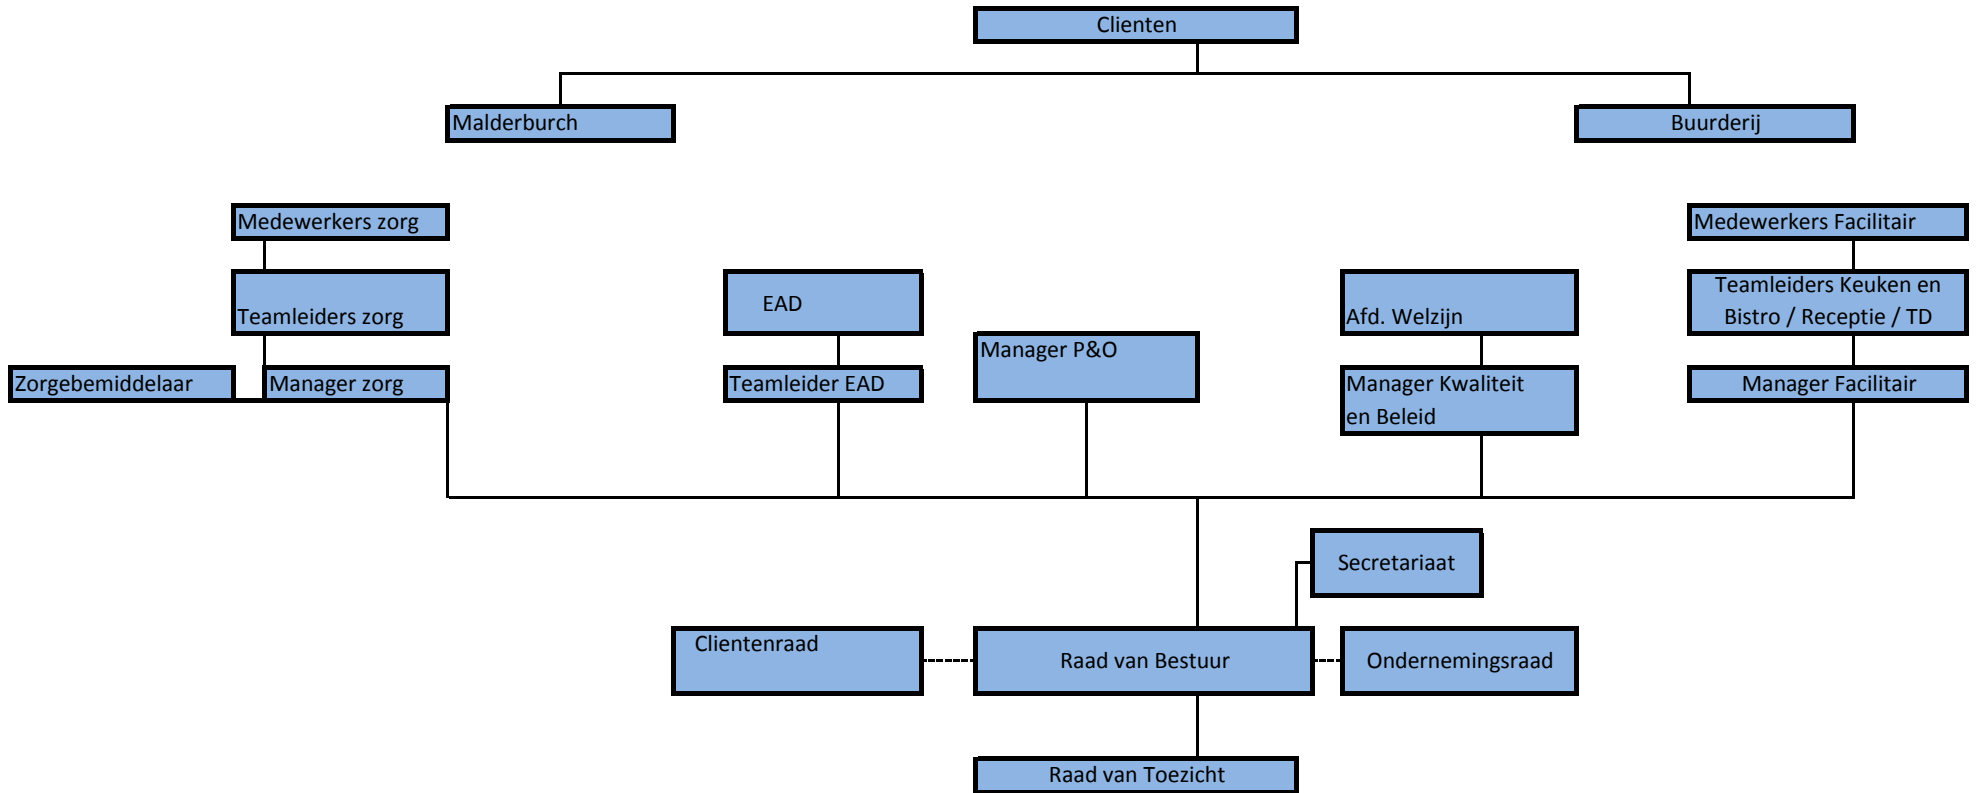 Clienten
Malderburch
Buurderij
Medewerkers zorg
Medewerkers Facilitair
Teamleiders zorg
EAD
Afd. Welzijn
Teamleiders Keuken en
Bistro / Receptie / TD
Zorgebemiddelaar
Manager zorg
Teamleider EAD
Manager P&O
Manager Kwaliteit
en Beleid
Manager Facilitair
Secretariaat
Clientenraad
Raad van Bestuur
Ondernemingsraad
Raad van Toezicht